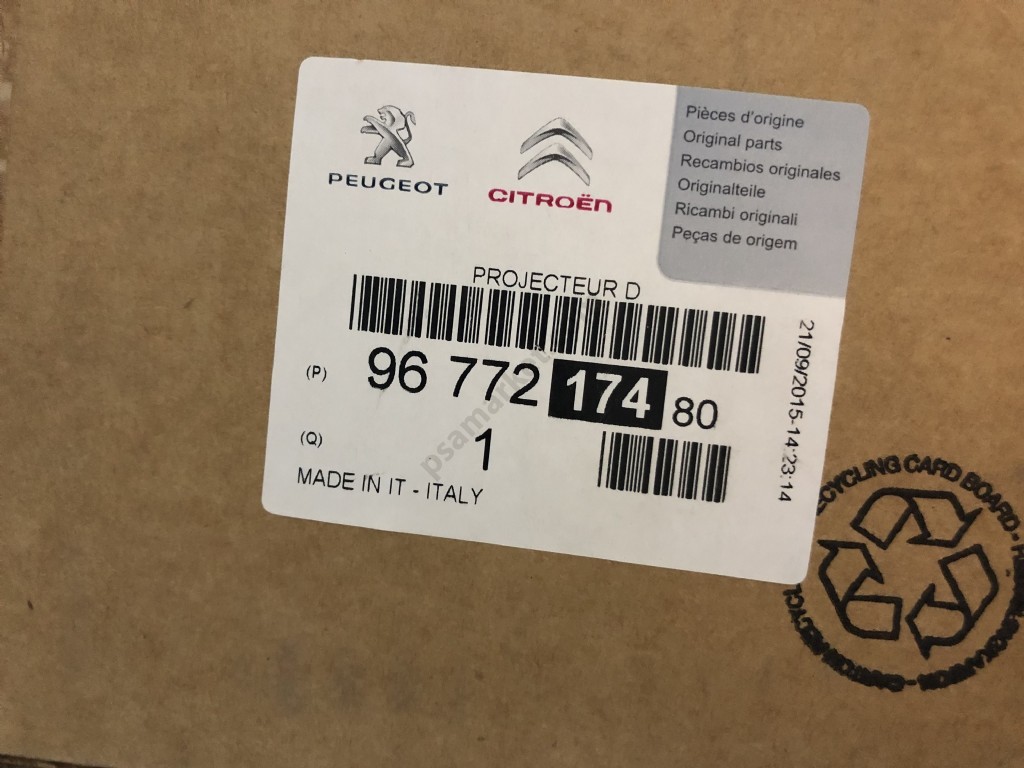 PEUGEOT
CITROËN
Pièces d'origine
Original parts
Recambios originales
Originalteile
Ricambi originali
Peças de origem
PROJECTEUR D
(P) 96 772 174 80
(Q) 1
MADE IN IT - ITALY
21/09/2015-14:23:14
psamarket
RECYCLING CARD BOARD -